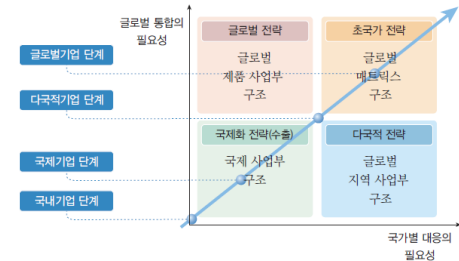 글로벌 통합의
필요성
글로벌 전략
초국가 전략
글로벌기업 단계
글로벌
제품 사업부
구조
글로벌
매트릭스
구조
다국적기업 단계
국제화 전략(수출)
다국적 전략
국제기업 단계
국제 사업부
구조
글로벌
지역 사업부
구조
국내기업 단계
국가별 대응의
필요성